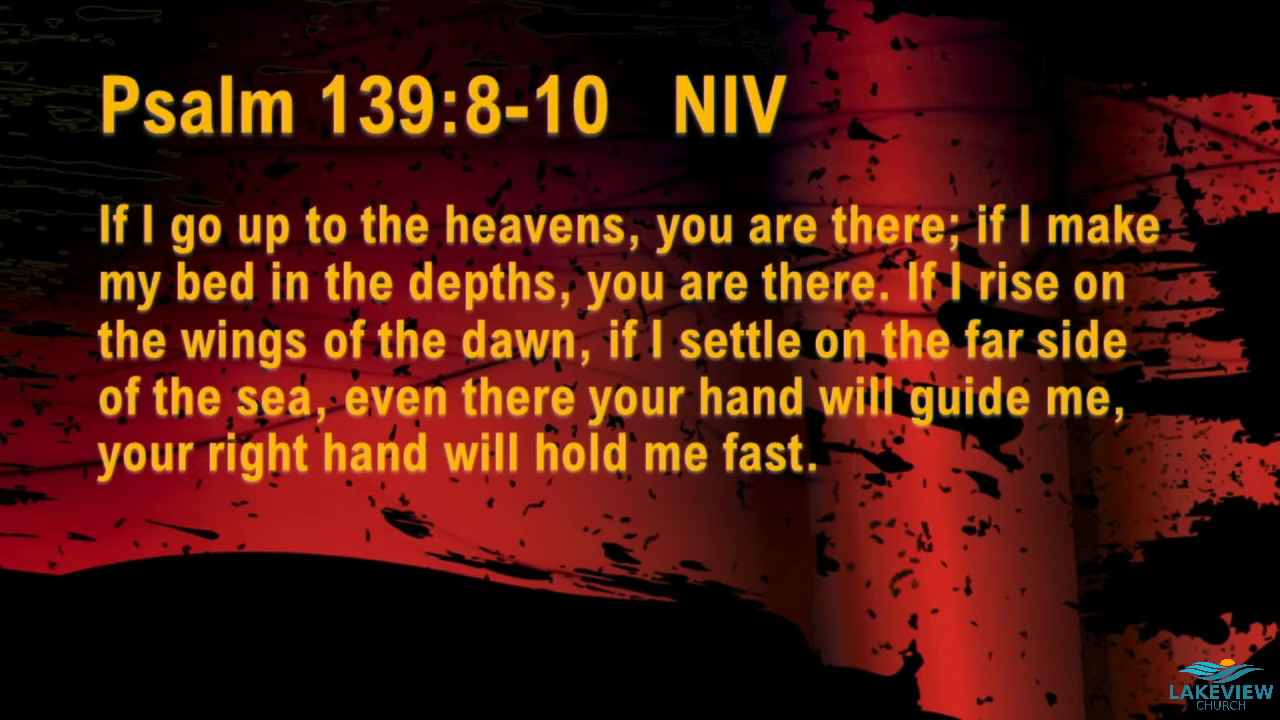 Psalm 139:8-10 NIV
If I go up to the heavens, you are there; if I make
my bed in the depths, you are there. If I rise on
the wings of the dawn, if I settle on the far side
of the sea, even there your hand will guide me,
your right hand will hold me fast.
LAKEVIEW
CHURCH